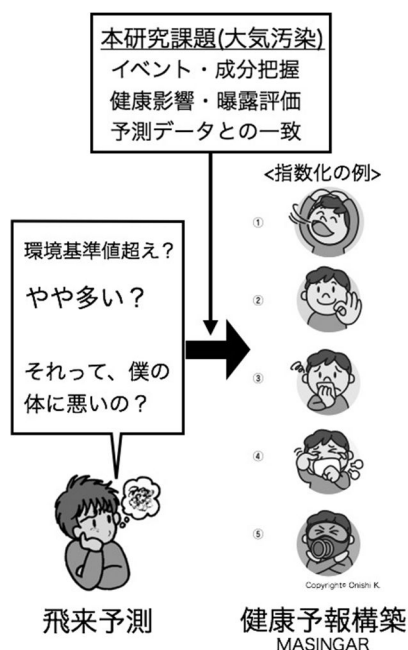 本研究課題(大気汚染)
イベント・成分把握
健康影響・曝露評価
予測データとの一致
<指数化の例>
①
②
③
④
⑤
環境基準値超え？
やや多い？
それって、僕の
体に悪いの？
Copyright© Onishi K.
飛来予測
健康予報構築
MASINGAR